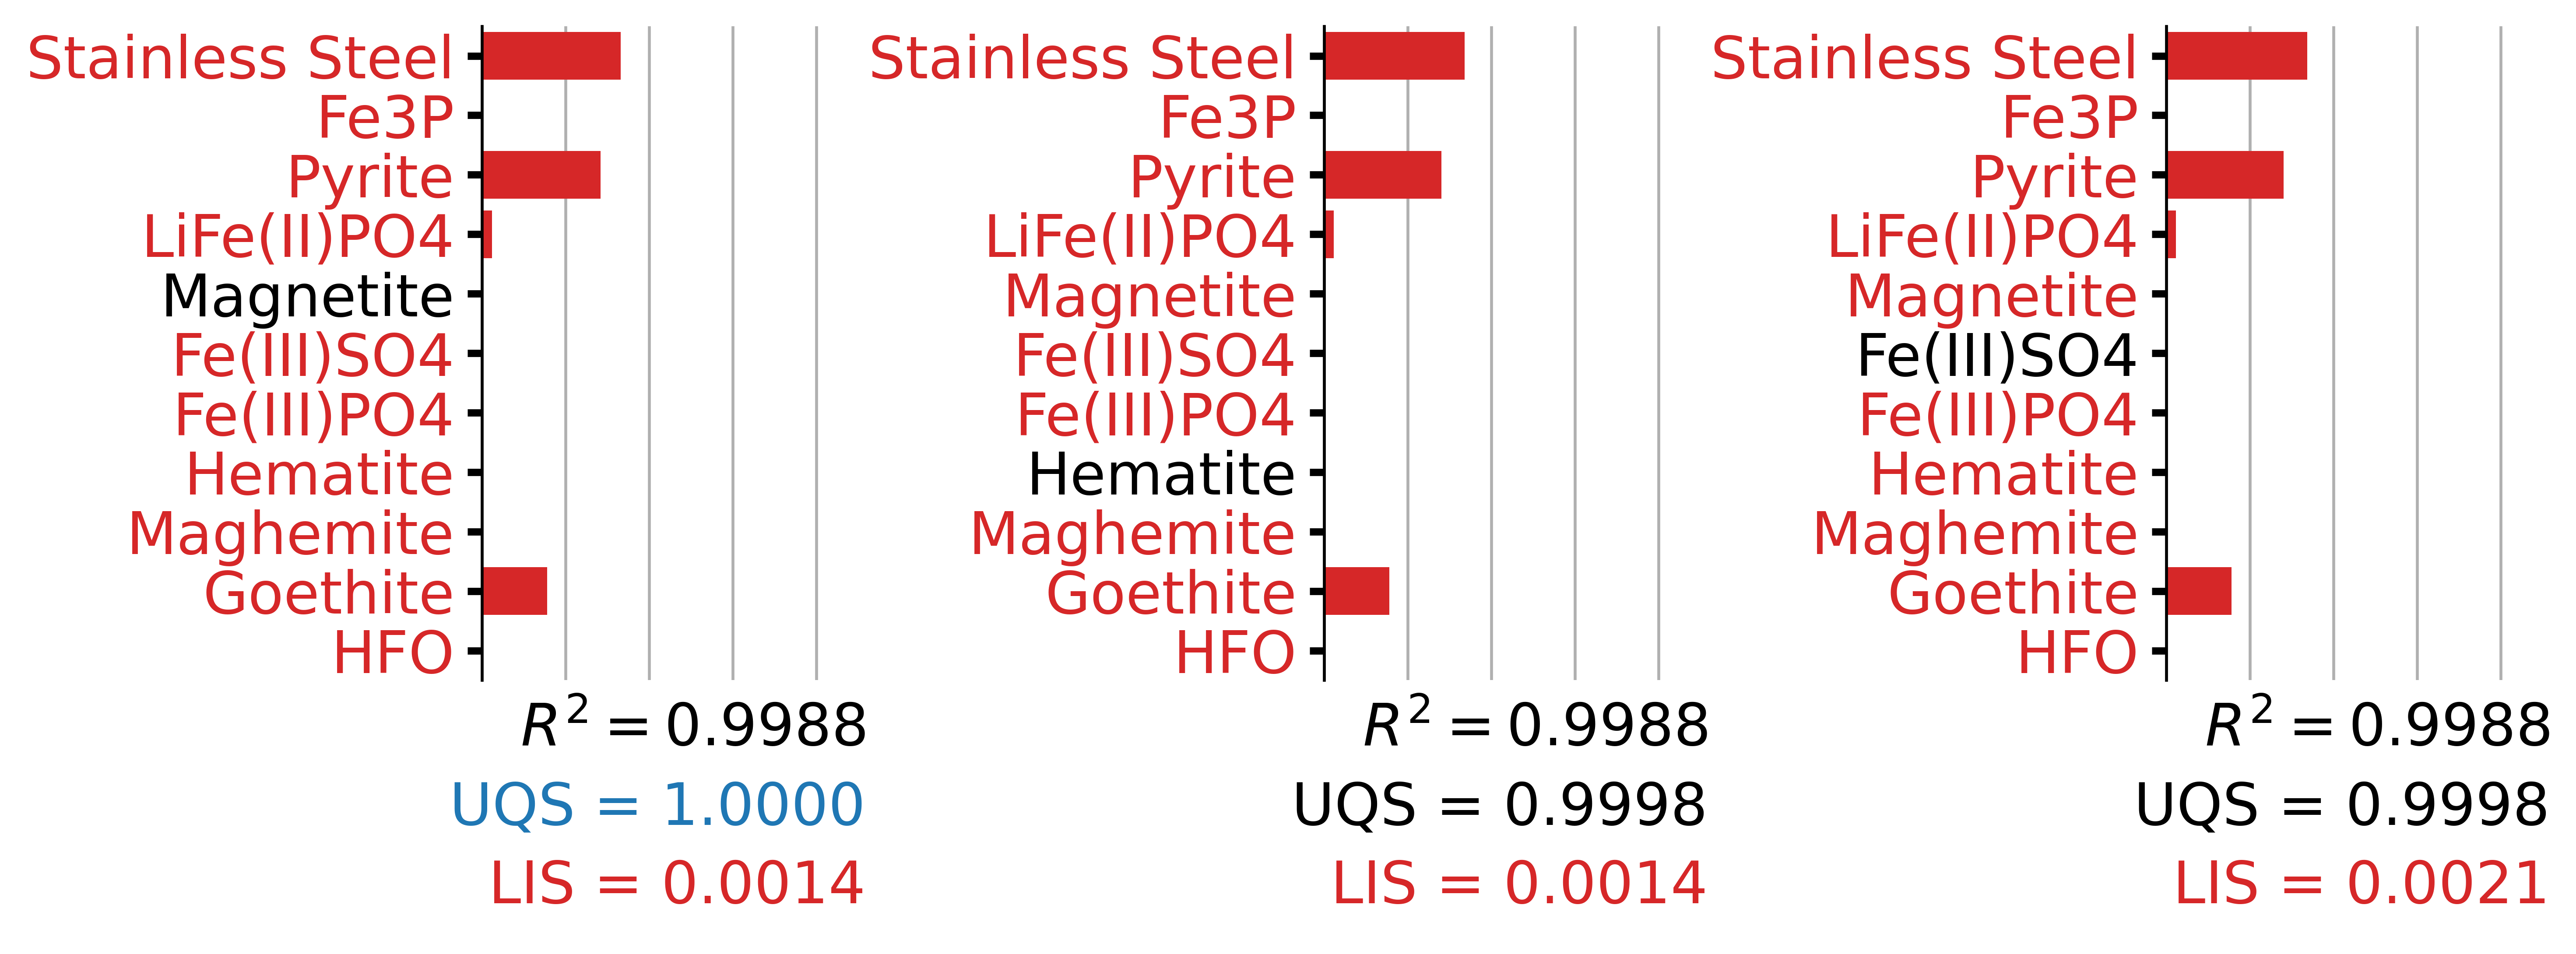 Stainless Steel
Fe3P
Pyrite
LiFe(II)PO4
Magnetite
Fe(III)SO4
Fe(III)PO4
Hematite
Maghemite
Goethite
HFO
R² = 0.9988
UQS = 1.0000
LIS = 0.0014
Stainless Steel
Fe3P
Pyrite
LiFe(II)PO4
Magnetite
Fe(III)SO4
Fe(III)PO4
Hematite
Maghemite
Goethite
HFO
R² = 0.9988
UQS = 0.9998
LIS = 0.0014
Stainless Steel
Fe3P
Pyrite
LiFe(II)PO4
Magnetite
Fe(III)SO4
Fe(III)PO4
Hematite
Maghemite
Goethite
HFO
R² = 0.9988
UQS = 0.9998
LIS = 0.0021